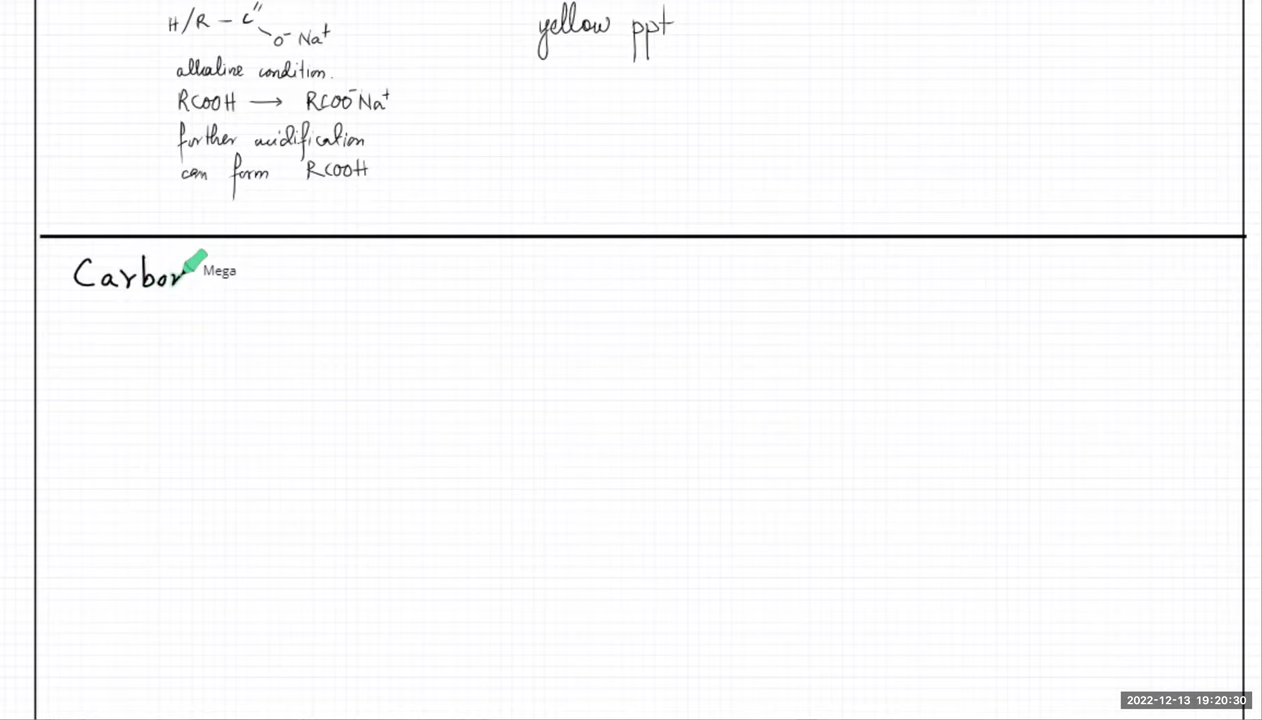 H/R - C
O⁻ Na⁺
yellow ppt
alkaline condition.
RCOOH → RCOO⁻Na⁺
further acidification
can form RCOOH
Carbon
Mega
2022-12-13 19:20:30